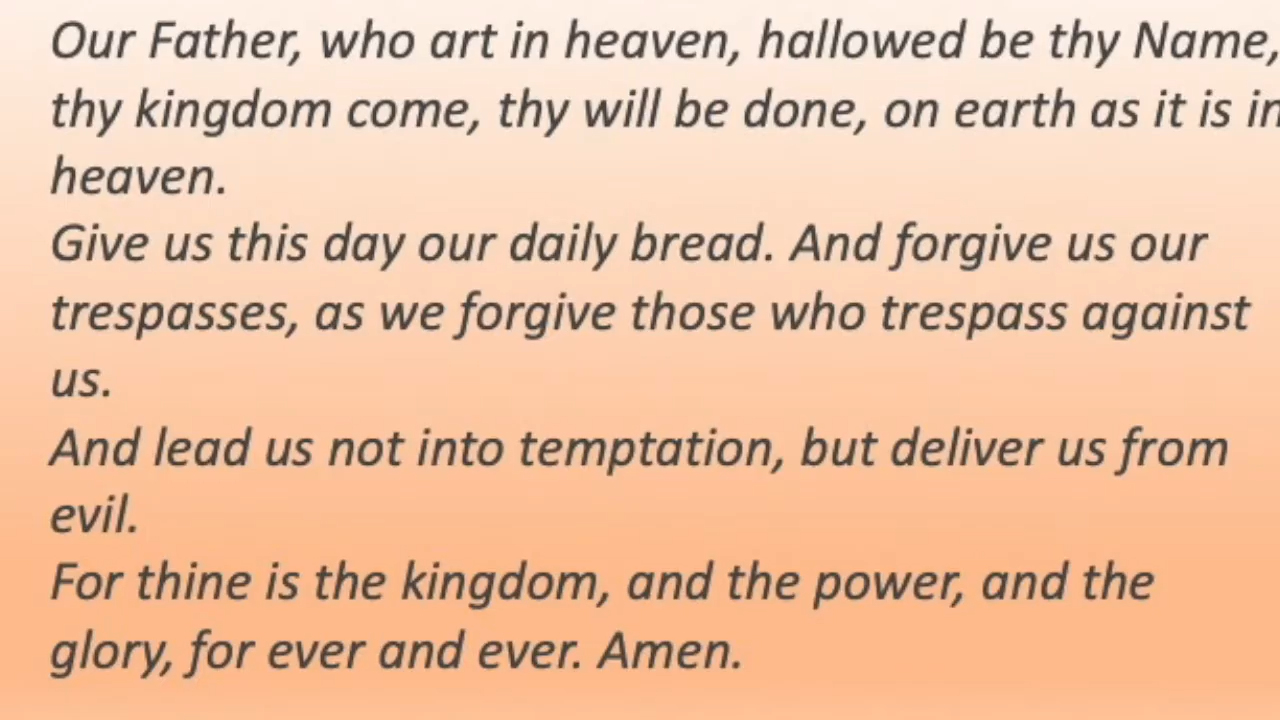 Our Father, who art in heaven, hallowed be thy Name,
thy kingdom come, thy will be done, on earth as it is in
heaven.
Give us this day our daily bread. And forgive us our
trespasses, as we forgive those who trespass against
us.
And lead us not into temptation, but deliver us from
evil.
For thine is the kingdom, and the power, and the
glory, for ever and ever. Amen.